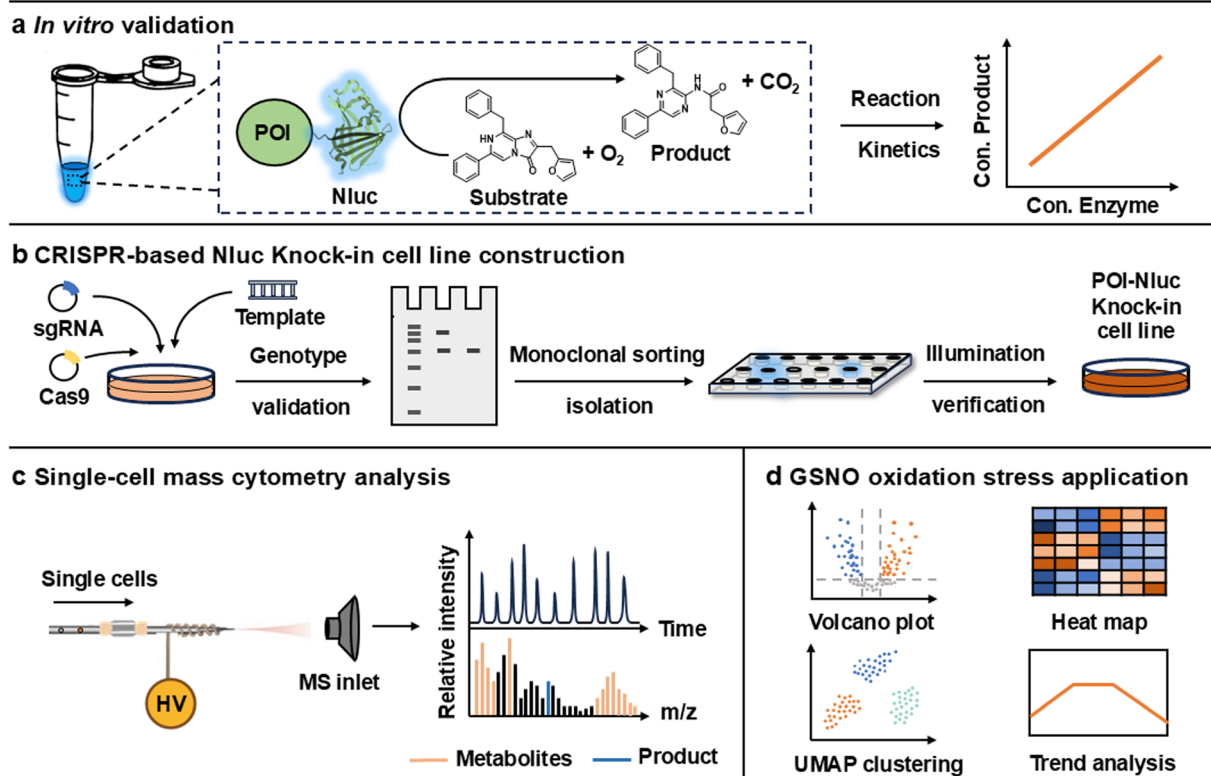 a In vitro validation
POI
Nluc
HN
N
N
O
O
Substrate
+ O₂
N
N
NH
O
O
Product
+ CO₂
Reaction
Kinetics
Con. Product
Con. Enzyme
b CRISPR-based Nluc Knock-in cell line construction
sgRNA
Cas9
Template
Genotype
validation
Monoclonal sorting
isolation
Illumination
verification
POI-Nluc
Knock-in
cell line
c Single-cell mass cytometry analysis
Single cells
HV
MS inlet
Relative intensity
Time
m/z
Metabolites
Product
d GSNO oxidation stress application
Volcano plot
Heat map
UMAP clustering
Trend analysis